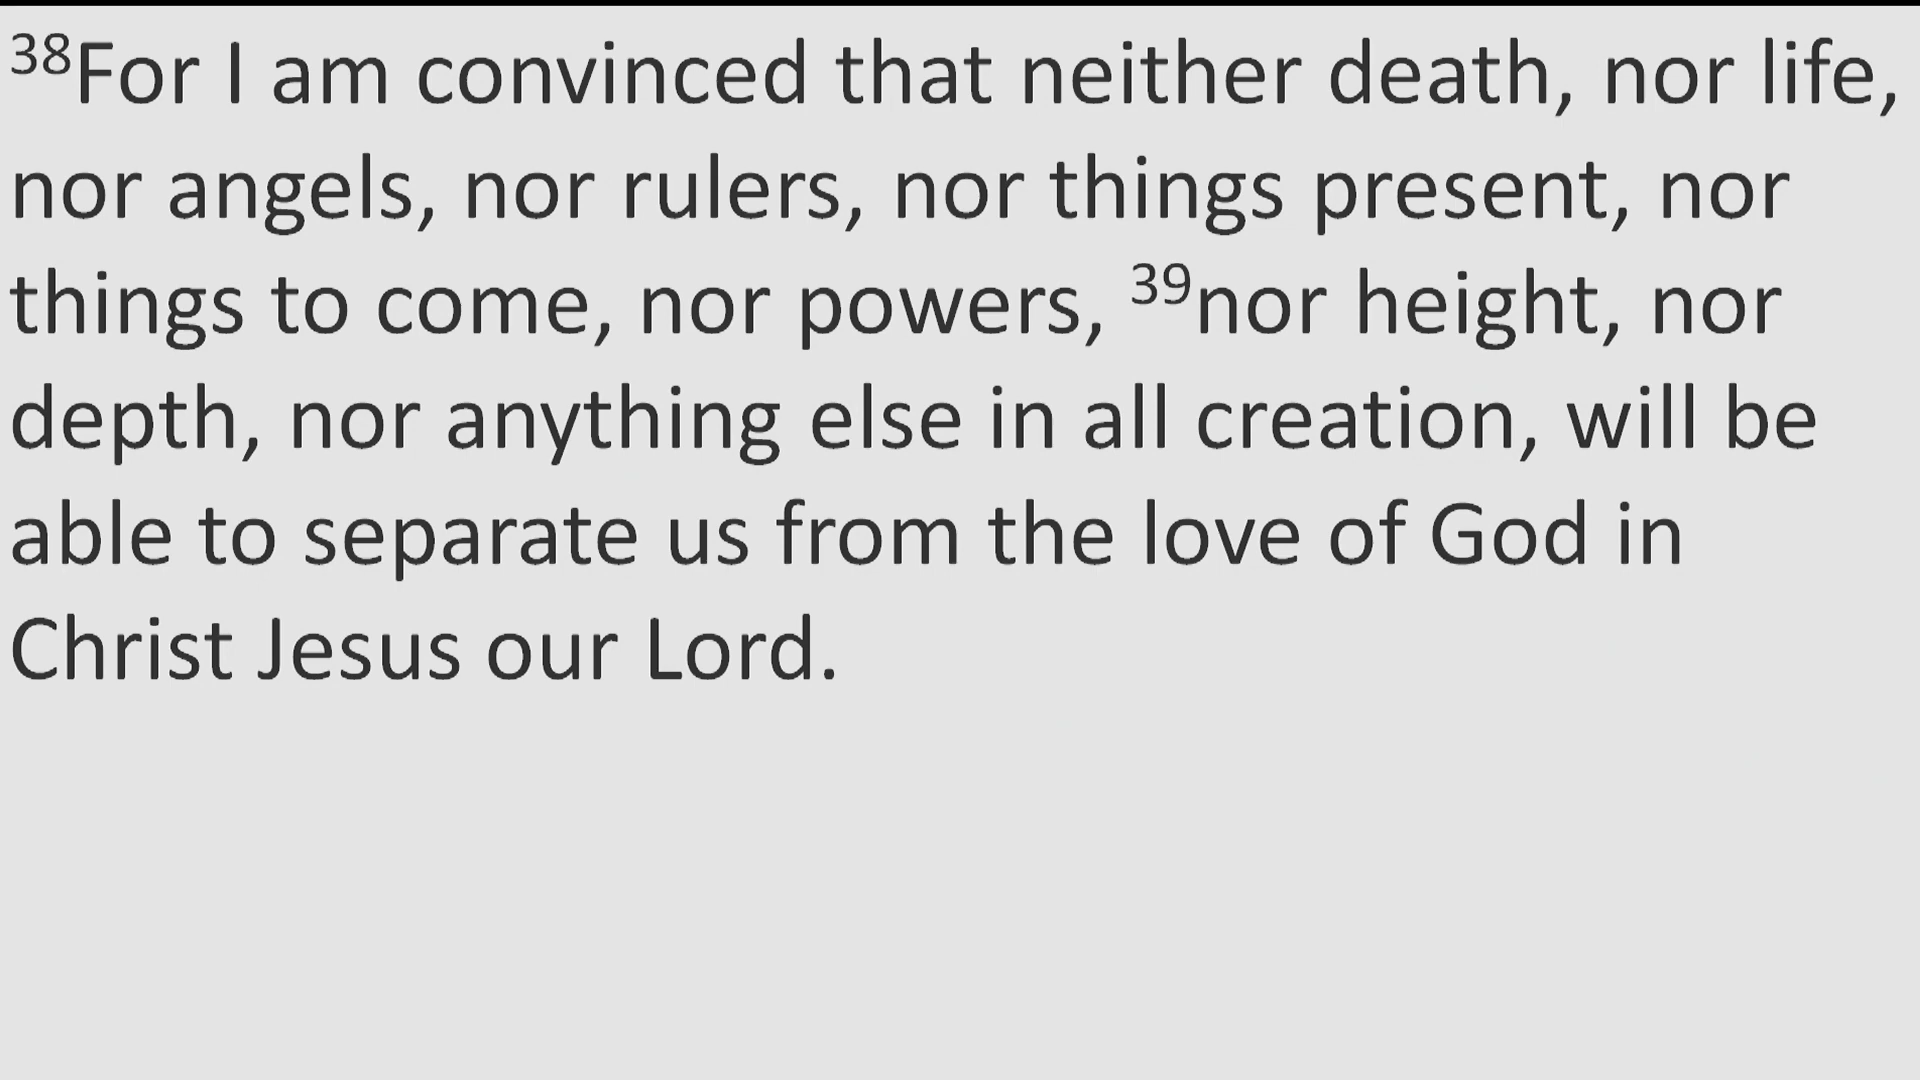 38For I am convinced that neither death, nor life,
nor angels, nor rulers, nor things present, nor
things to come, nor powers, 39nor height, nor
depth, nor anything else in all creation, will be
able to separate us from the love of God in
Christ Jesus our Lord.